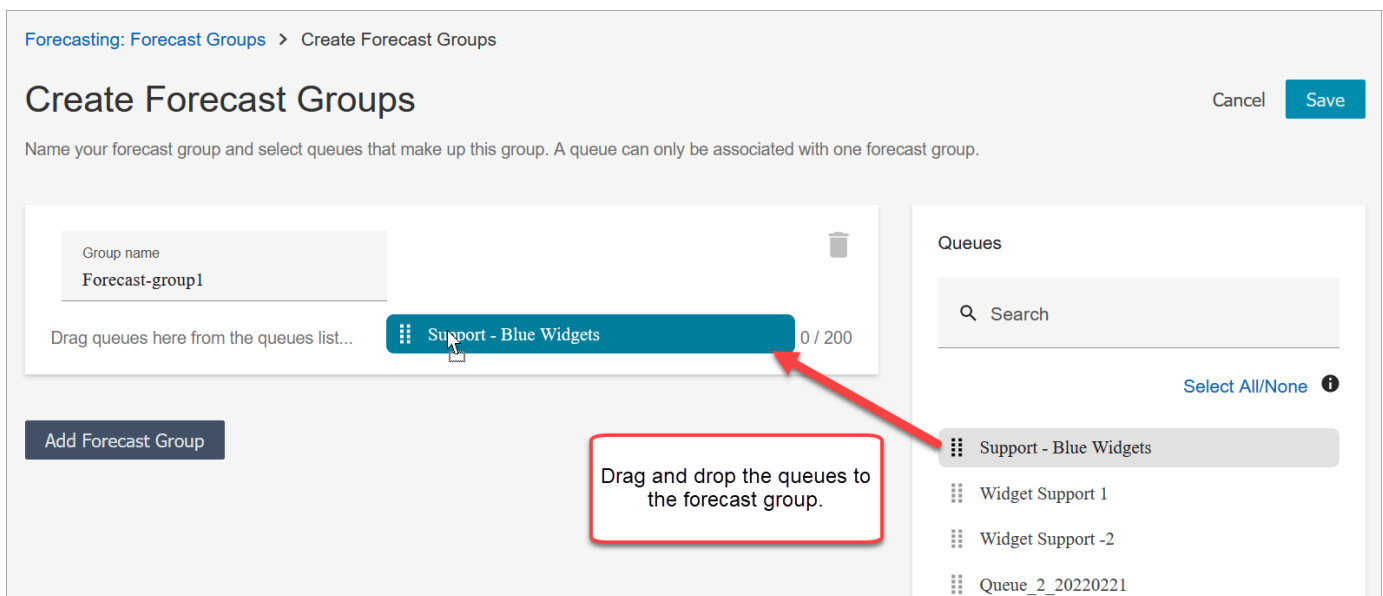 Forecasting: Forecast Groups > Create Forecast Groups
Create Forecast Groups
Cancel
Save
Name your forecast group and select queues that make up this group. A queue can only be associated with one forecast group.
Group name
Forecast-group1
Drag queues here from the queues list...
Support - Blue Widgets
0 / 200
Add Forecast Group
Drag and drop the queues to
the forecast group.
Queues
Search
Select All/None
Support - Blue Widgets
Widget Support 1
Widget Support -2
Queue_2_20220221